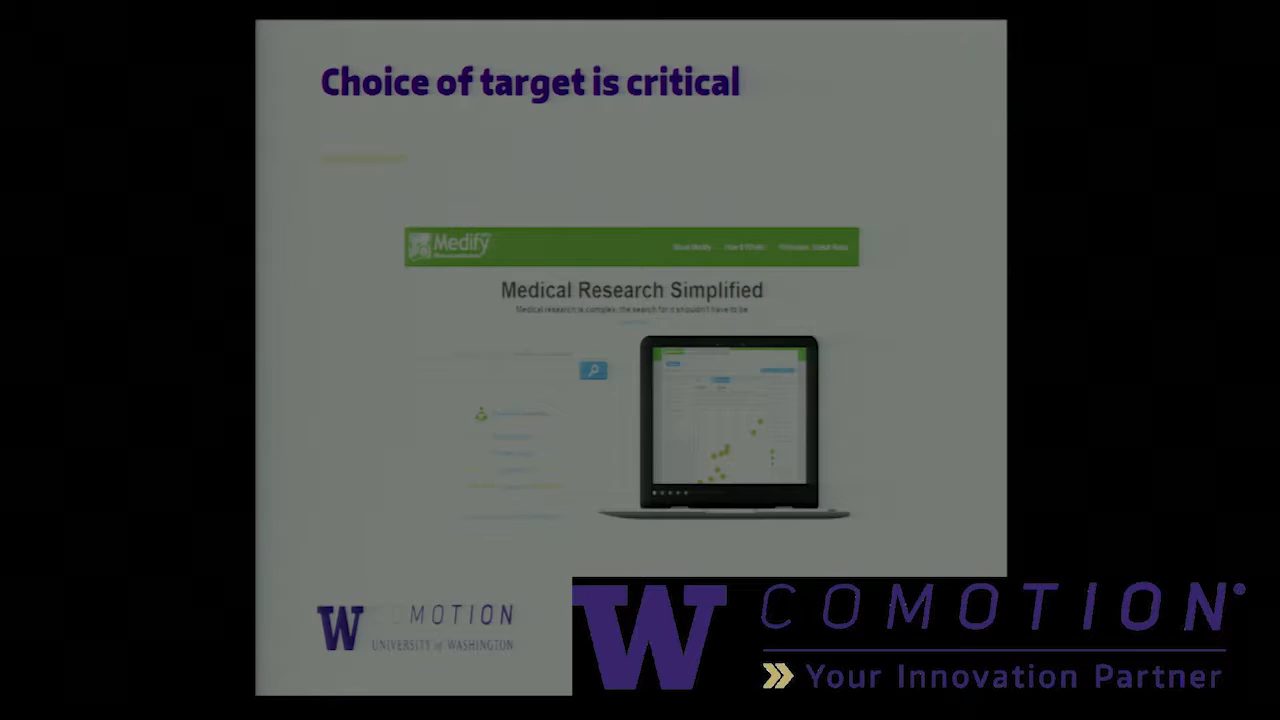 Choice of target is critical
Medify
Medical Research Simplified
Medical research is complex, the search for it shouldn't have to be
W COMOTION
UNIVERSITY of WASHINGTON
W COMOTION
Your Innovation Partner